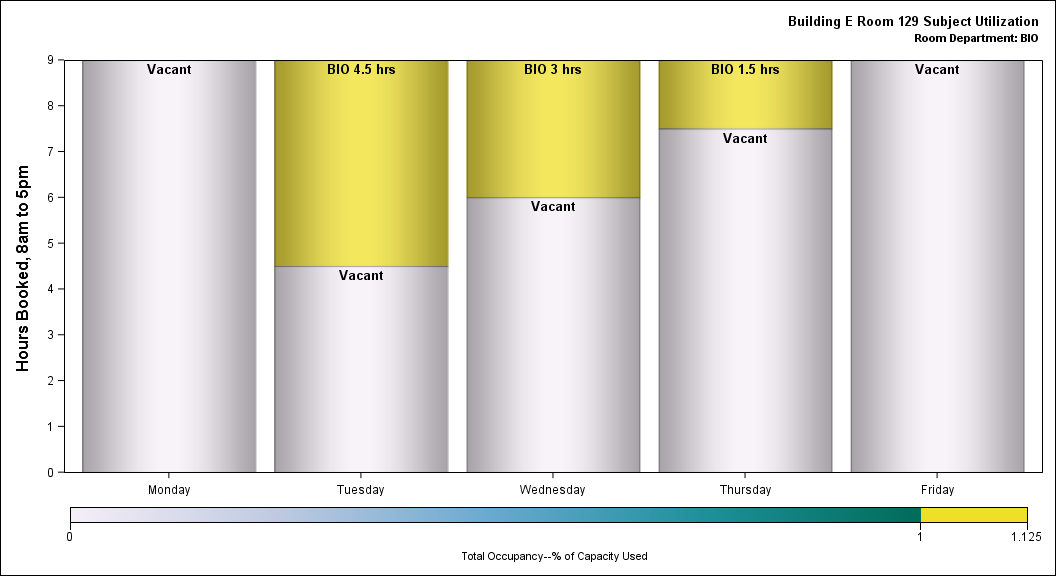 Building E Room 129 Subject Utilization
Room Department: BIO
Hours Booked, 8am to 5pm
9
8
7
6
5
4
3
2
1
0
Vacant
BIO 4.5 hrs
Vacant
BIO 3 hrs
Vacant
BIO 1.5 hrs
Vacant
Vacant
Monday Tuesday Wednesday Thursday Friday
0 1 1.125
Total Occupancy--% of Capacity Used